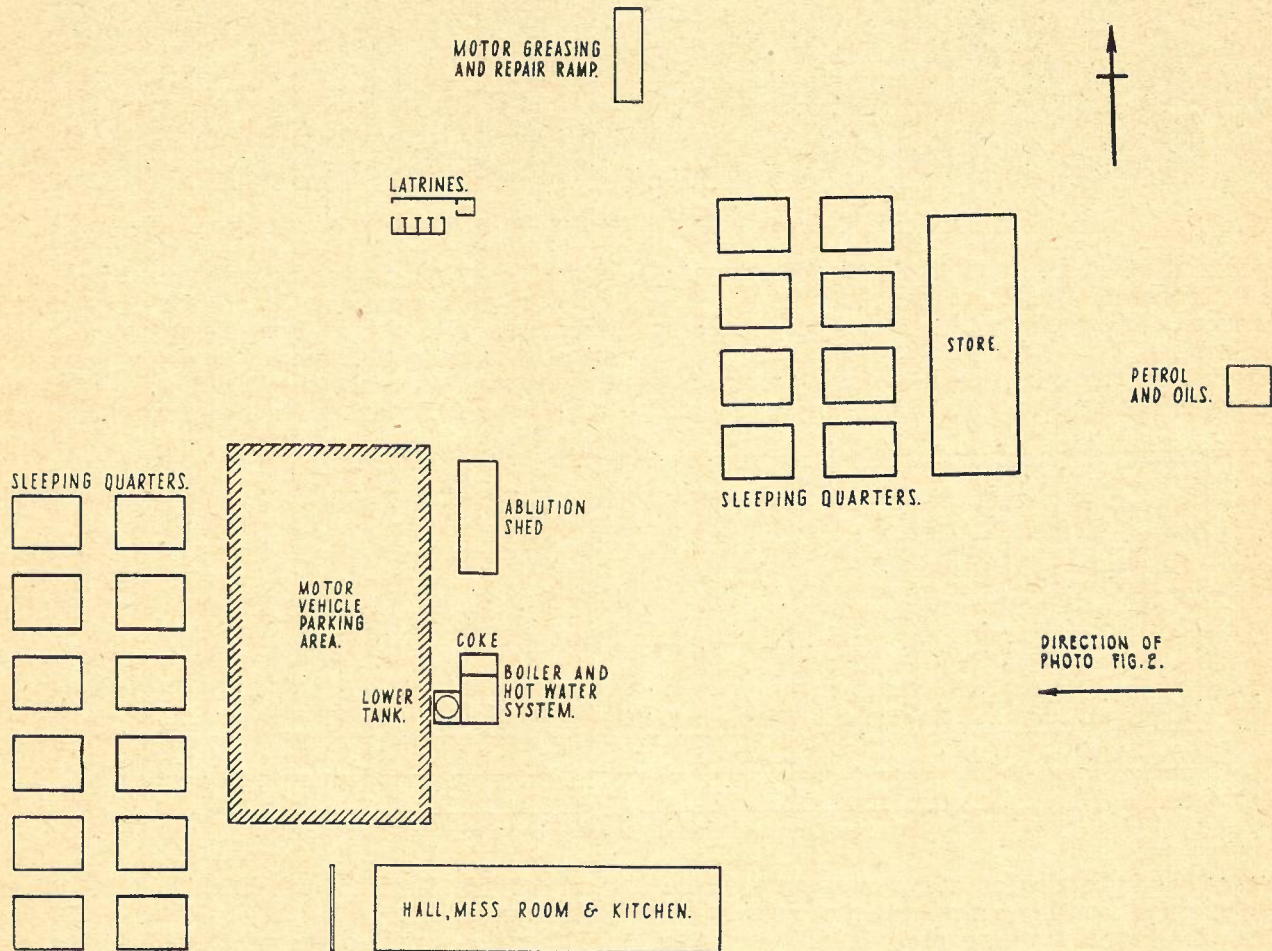 MOTOR GREASING
AND REPAIR RAMP.
LATRINES.
STORE.
PETROL
AND OILS.
SLEEPING QUARTERS.
SLEEPING QUARTERS.
ABLUTION
SHED
MOTOR
VEHICLE
PARKING
AREA.
COKE
BOILER AND
HOT WATER
SYSTEM.
LOWER
TANK.
DIRECTION OF
PHOTO FIG.2.
HALL, MESS ROOM & KITCHEN.